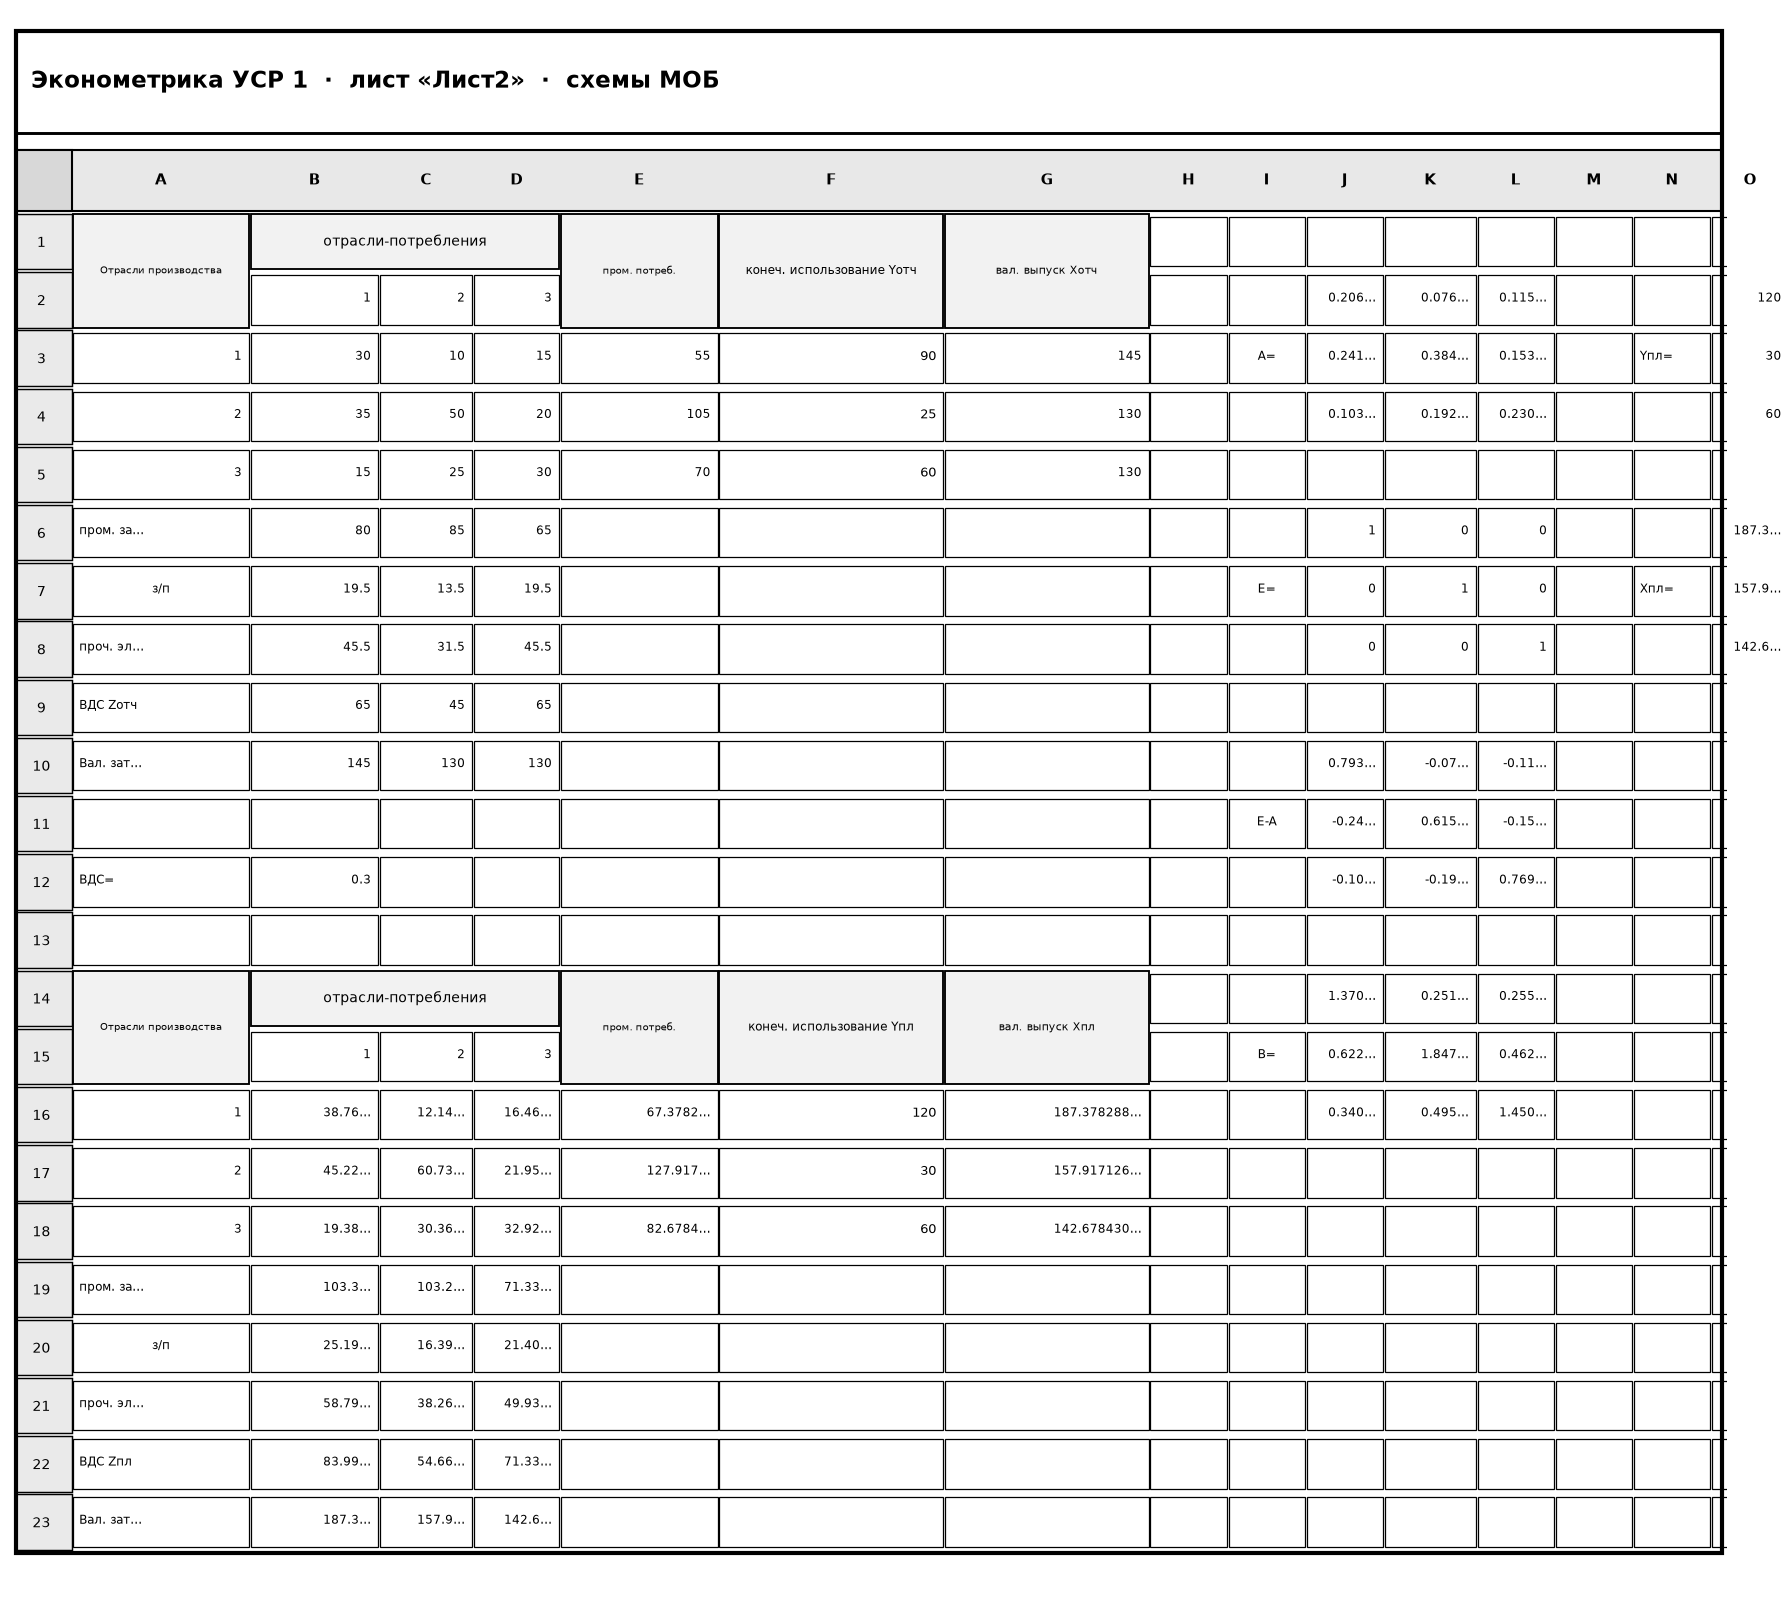 Эконометрика УСР 1 · лист «Лист2» · схемы МОБ
A B C D E F G H I J K L M N O
1 Отрасли производства отрасли-потребления пром. потреб. конеч. использование Yотч вал. выпуск Xотч
2 1 2 3 0.206... 0.076... 0.115... 120
3 1 30 10 15 55 90 145 A= 0.241... 0.384... 0.153... Yпл= 30
4 2 35 50 20 105 25 130 0.103... 0.192... 0.230... 60
5 3 15 25 30 70 60 130
6 пром. за... 80 85 65 1 0 0 187.3...
7 з/п 19.5 13.5 19.5 E= 0 1 0 Xпл= 157.9...
8 проч. эл... 45.5 31.5 45.5 0 0 1 142.6...
9 ВДС Zотч 65 45 65
10 Вал. зат... 145 130 130 0.793... -0.07... -0.11...
11 E-A -0.24... 0.615... -0.15...
12 ВДС= 0.3 -0.10... -0.19... 0.769...
13
14 Отрасли производства отрасли-потребления пром. потреб. конеч. использование Yпл вал. выпуск Xпл 1.370... 0.251... 0.255...
15 1 2 3 B= 0.622... 1.847... 0.462...
16 1 38.76... 12.14... 16.46... 67.3782... 120 187.378288... 0.340... 0.495... 1.450...
17 2 45.22... 60.73... 21.95... 127.917... 30 157.917126...
18 3 19.38... 30.36... 32.92... 82.6784... 60 142.678430...
19 пром. за... 103.3... 103.2... 71.33...
20 з/п 25.19... 16.39... 21.40...
21 проч. эл... 58.79... 38.26... 49.93...
22 ВДС Zпл 83.99... 54.66... 71.33...
23 Вал. зат... 187.3... 157.9... 142.6...